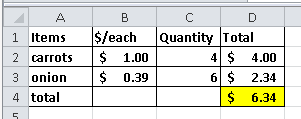 A B C D
1 Items $/each Quantity Total
2 carrots $ 1.00 4 $ 4.00
3 onion $ 0.39 6 $ 2.34
4 total $ 6.34
5